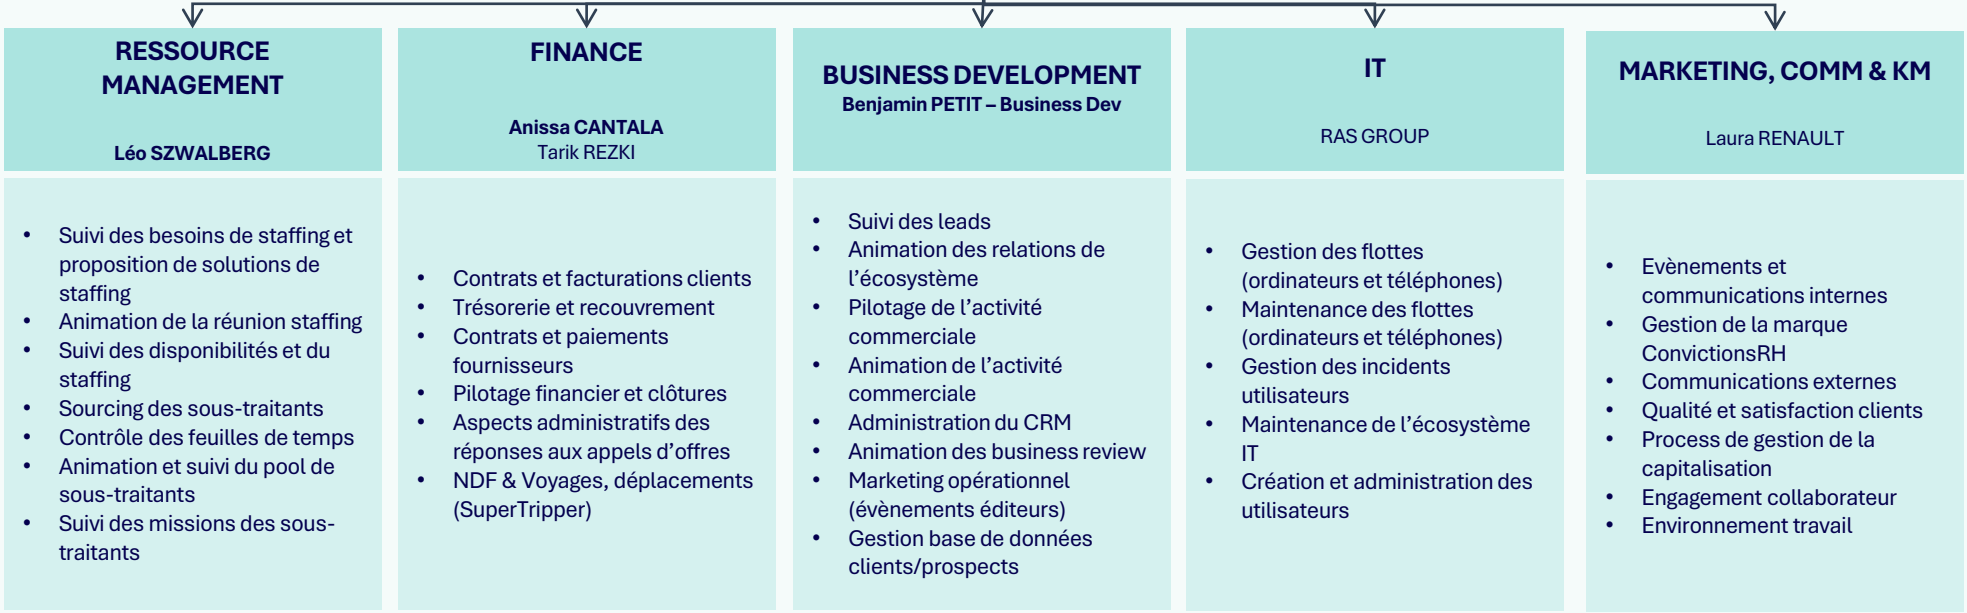 RESSOURCE
MANAGEMENT
Léo SZWALBERG
• Suivi des besoins de staffing et
proposition de solutions de
staffing
• Animation de la réunion staffing
• Suivi des disponibilités et du
staffing
• Sourcing des sous-traitants
• Contrôle des feuilles de temps
• Animation et suivi du pool de
sous-traitants
• Suivi des missions des sous-
traitants
FINANCE
Anissa CANTALA
Tarik REZKI
• Contrats et facturations clients
• Trésorerie et recouvrement
• Contrats et paiements
fournisseurs
• Pilotage financier et clôtures
• Aspects administratifs des
réponses aux appels d’offres
• NDF & Voyages, déplacements
(SuperTripper)
BUSINESS DEVELOPMENT
Benjamin PETIT – Business Dev
• Suivi des leads
• Animation des relations de
l’écosystème
• Pilotage de l’activité
commerciale
• Animation de l’activité
commerciale
• Administration du CRM
• Animation des business review
• Marketing opérationnel
(évènements éditeurs)
• Gestion base de données
clients/prospects
IT
RAS GROUP
• Gestion des flottes
(ordinateurs et téléphones)
• Maintenance des flottes
(ordinateurs et téléphones)
• Gestion des incidents
utilisateurs
• Maintenance de l’écosystème
IT
• Création et administration des
utilisateurs
MARKETING, COMM & KM
Laura RENAULT
• Evènements et
communications internes
• Gestion de la marque
ConvictionsRH
• Communications externes
• Qualité et satisfaction clients
• Process de gestion de la
capitalisation
• Engagement collaborateur
• Environnement travail